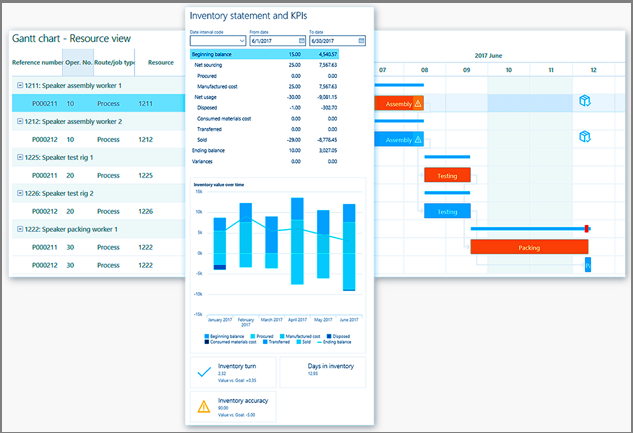 Inventory statement and KPIs
Date interval code From date To date
6/1/2017 6/30/2017
Beginning balance 15.00 4,540.57
Net sourcing 25.00 7,567.63
Procured 0.00 0.00
Manufactured cost 25.00 7,567.63
Net usage -30.00 -9,081.15
Disposed -1.00 -302.70
Consumed materials cost 0.00 0.00
Transferred 0.00 0.00
Sold -29.00 -8,778.45
Ending balance 10.00 3,027.05
Variances 0.00 0.00
Inventory value over time
15k
10k
5k
0k
-5k
-10k
-15k
January 2017 February 2017 March 2017 April 2017 May 2017 June 2017
Beginning balance Procured Manufactured cost Disposed
Consumed materials cost Transferred Sold Ending balance
Inventory turn
2.52
Value vs. Goal: +0.05
Days in inventory
Inventory accuracy
90.00
Value vs. Goal: -5.00
Gantt chart - Resource view
Reference number Oper. No. Route/job type Resource
1211: Speaker assembly worker 1
P000211 10 Process 1211
1212: Speaker assembly worker 2
P000212 10 Process 1212
1225: Speaker test rig 1
P000211 20 Process 1225
1226: Speaker test rig 2
P000212 20 Process 1226
1222: Speaker packing worker 1
P000211 30 Process 1222
P000212 30 Process 1222
2017 June
07 08 09 10 11 12
Assembly
Assembly
Testing
Testing
Packing